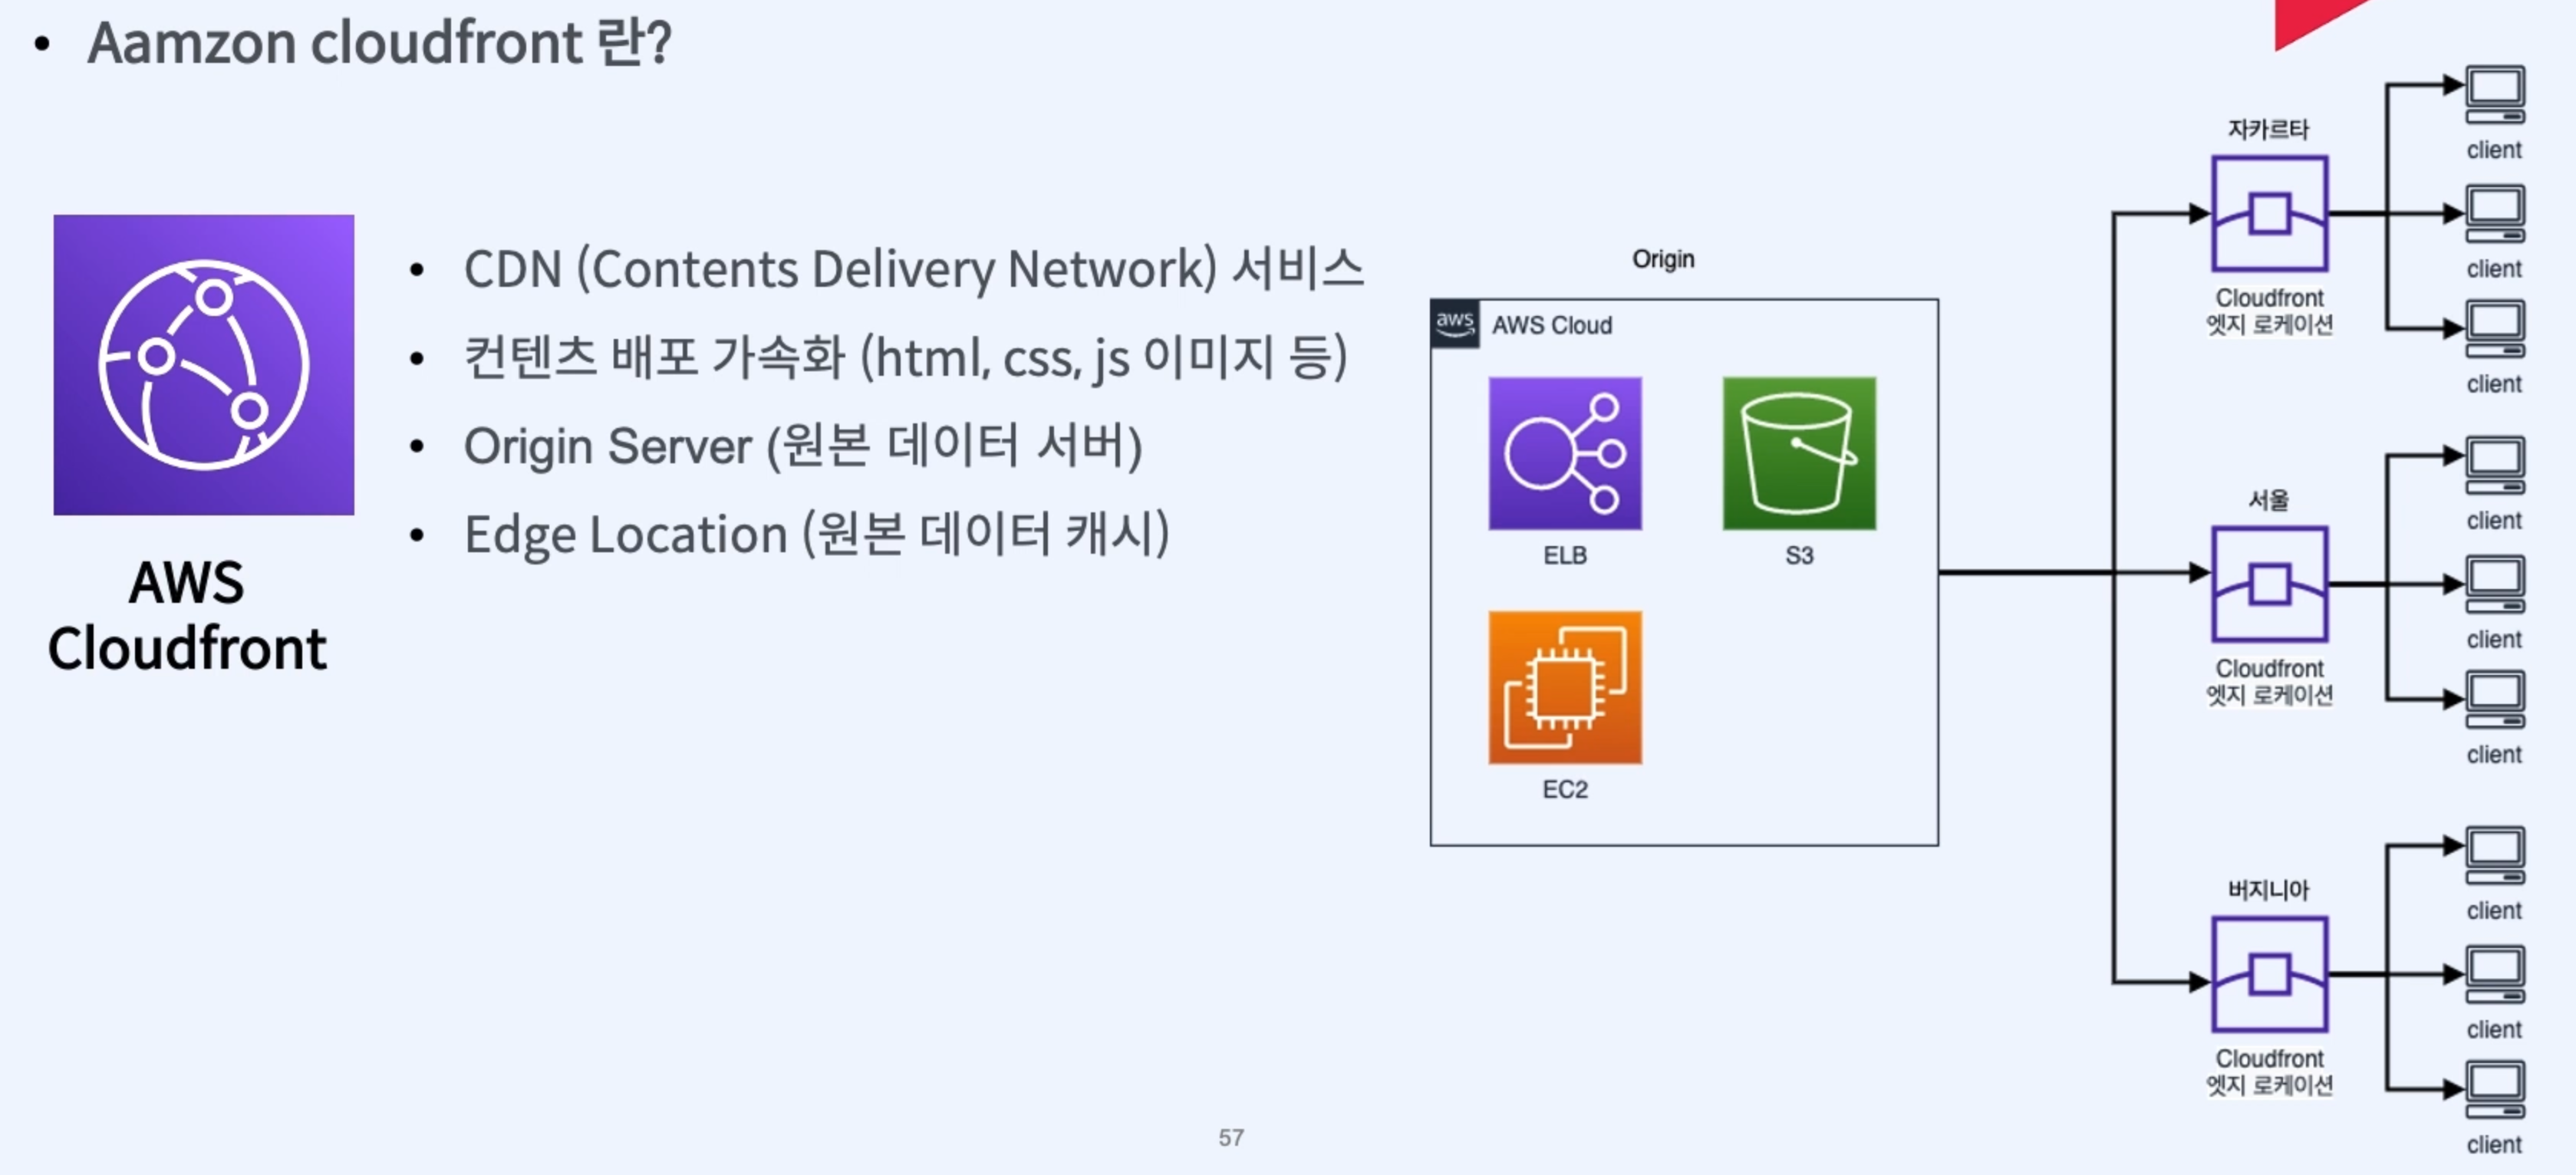 • Aamzon cloudfront 란?
AWS
Cloudfront
• CDN (Contents Delivery Network) 서비스
• 컨텐츠 배포 가속화 (html, css, js 이미지 등)
• Origin Server (원본 데이터 서버)
• Edge Location (원본 데이터 캐시)
Origin
aws
AWS Cloud
ELB
S3
EC2
자카르타
Cloudfront
엣지 로케이션
client
client
client
서울
Cloudfront
엣지 로케이션
client
client
client
버지니아
Cloudfront
엣지 로케이션
client
client
client
57